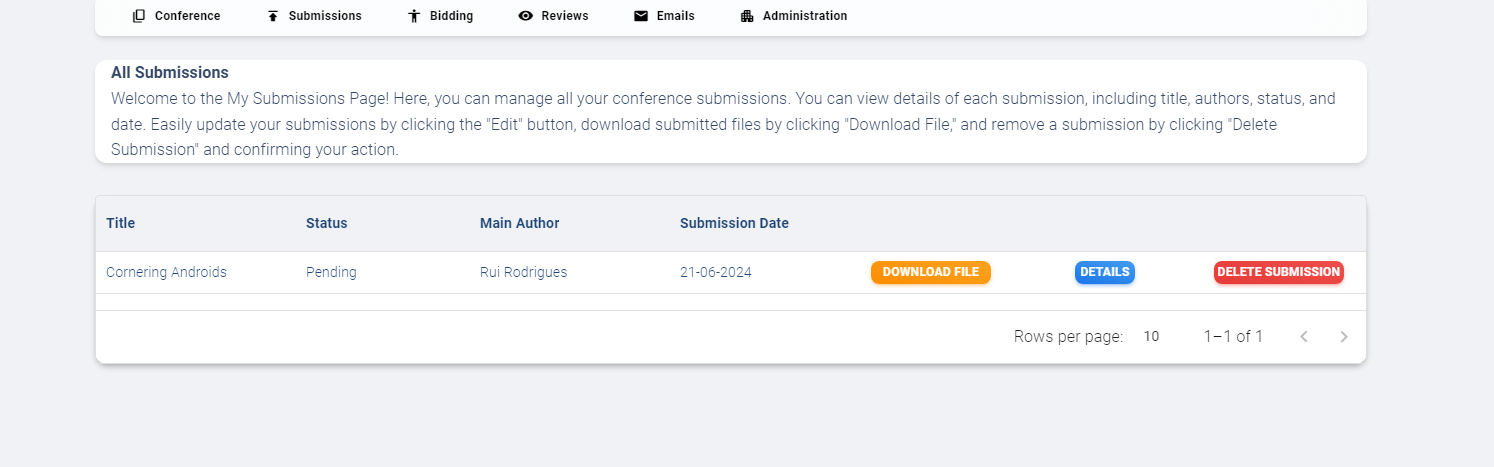 Conference Submissions Bidding Reviews Emails Administration
All Submissions
Welcome to the My Submissions Page! Here, you can manage all your conference submissions. You can view details of each submission, including title, authors, status, and
date. Easily update your submissions by clicking the "Edit" button, download submitted files by clicking "Download File," and remove a submission by clicking "Delete
Submission" and confirming your action.
Title Status Main Author Submission Date
Cornering Androids Pending Rui Rodrigues 21-06-2024 DOWNLOAD FILE DETAILS DELETE SUBMISSION
Rows per page: 10 1–1 of 1